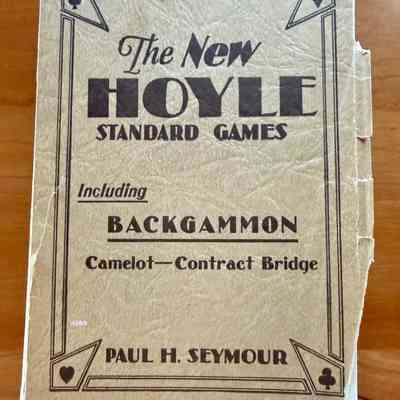 The New
HOYLE
STANDARD GAMES
Including
BACKGAMMON
Camelot—Contract Bridge
PAUL H. SEYMOUR